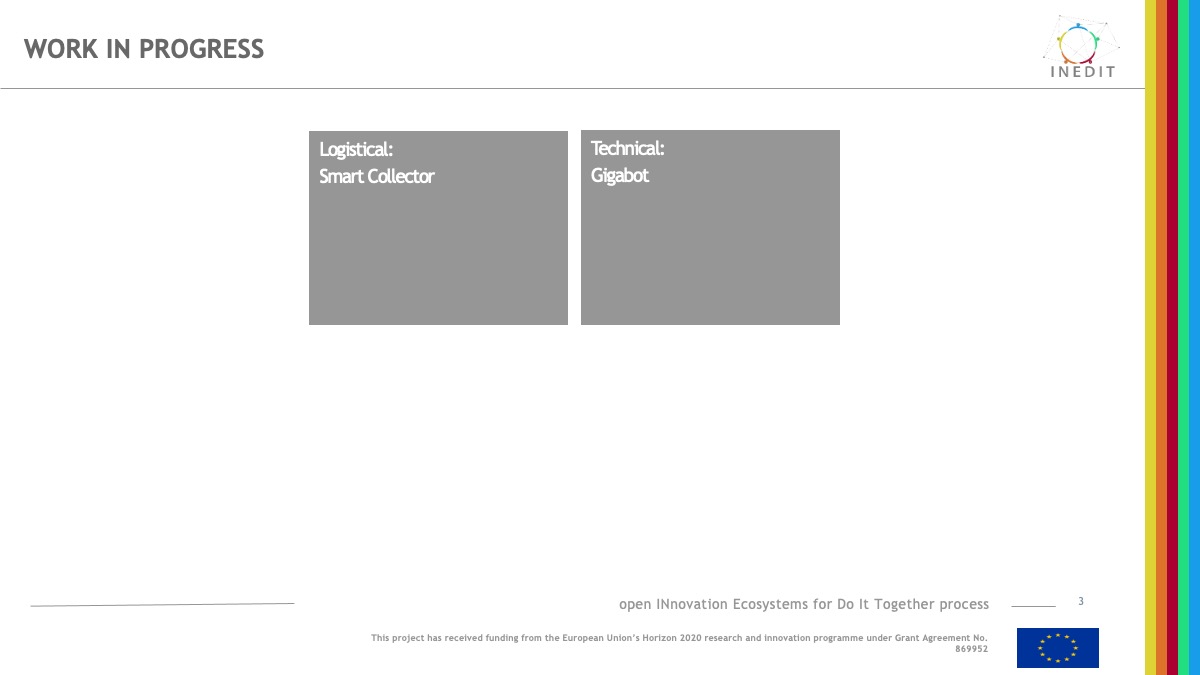 WORK IN PROGRESS
INEDIT
Logistical:
Smart Collector
Technical:
Gigabot
open INnovation Ecosystems for Do It Together process
3
This project has received funding from the European Union’s Horizon 2020 research and innovation programme under Grant Agreement No.
869952